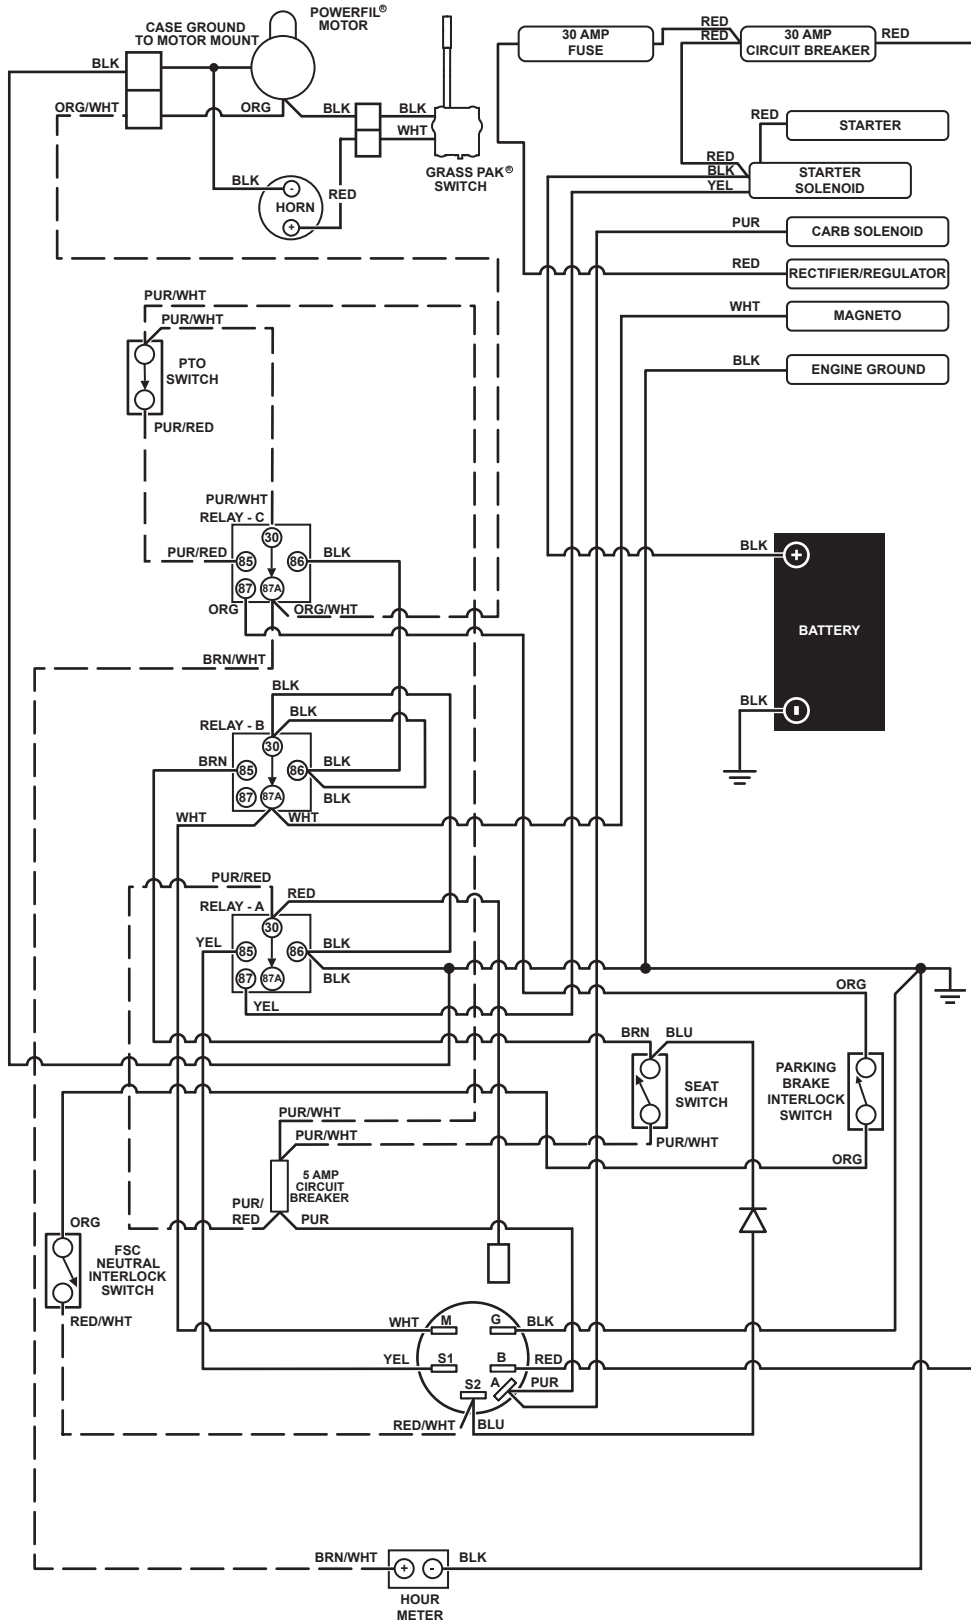 POWERFIL®
MOTOR
CASE GROUND
TO MOTOR MOUNT
BLK
ORG/WHT
ORG
BLK
BLK
WHT
GRASS PAK®
SWITCH
BLK
-
HORN
+
RED
30 AMP
FUSE
RED
RED
30 AMP
CIRCUIT BREAKER
RED
RED
STARTER
RED
BLK
YEL
STARTER
SOLENOID
PUR
CARB SOLENOID
RED
RECTIFIER/REGULATOR
WHT
MAGNETO
BLK
ENGINE GROUND
PUR/WHT
PUR/WHT
PTO
SWITCH
PUR/RED
PUR/WHT
RELAY - C
30
PUR/RED
85
86
BLK
87
87A
ORG
ORG/WHT
BRN/WHT
BLK
+
BATTERY
BLK
-
BLK
BLK
RELAY - B
30
BRN
85
86
BLK
87
87A
BLK
WHT
WHT
PUR/RED
RED
RELAY - A
30
YEL
85
86
BLK
87
87A
BLK
YEL
ORG
BRN
BLU
SEAT
SWITCH
PUR/WHT
PARKING
BRAKE
INTERLOCK
SWITCH
ORG
PUR/WHT
PUR/WHT
5 AMP
CIRCUIT
BREAKER
PUR/
RED
PUR
ORG
FSC
NEUTRAL
INTERLOCK
SWITCH
RED/WHT
WHT
M
G
BLK
YEL
S1
B
RED
S2
A
PUR
RED/WHT
BLU
BRN/WHT
+
-
BLK
HOUR
METER